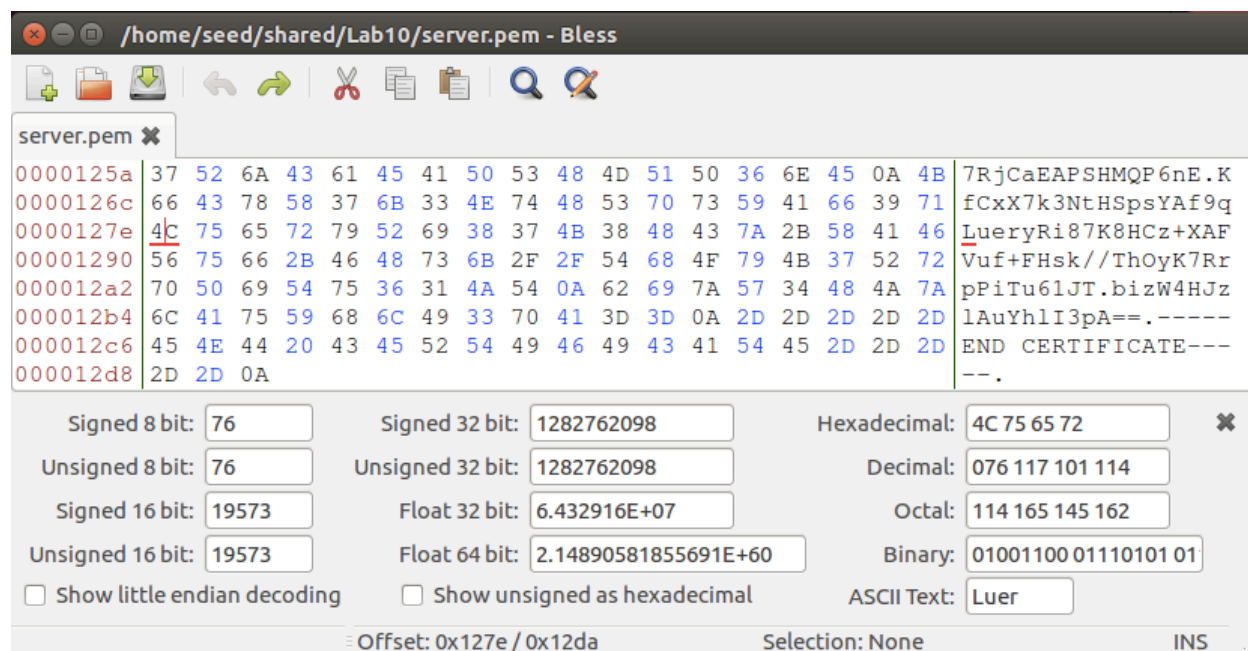 /home/seed/shared/Lab10/server.pem - Bless
server.pem
0000125a 37 52 6A 43 61 45 41 50 53 48 4D 51 50 36 6E 45 0A 4B 7RjCaEAPSHMQP6nE.K
0000126c 66 43 78 58 37 6B 33 4E 74 48 53 70 73 59 41 66 39 71 fCxX7k3NtHSpsYAf9q
0000127e 4C 75 65 72 79 52 69 38 37 4B 38 48 43 7A 2B 58 41 46 LueryRi87K8HCz+XAF
00001290 56 75 66 2B 46 48 73 6B 2F 2F 54 68 4F 79 4B 37 52 72 Vuf+FHsk//ThOyK7Rr
000012a2 70 50 69 54 75 36 31 4A 54 0A 62 69 7A 57 34 48 4A 7A pPiTu61JT.bizW4HJz
000012b4 6C 41 75 59 68 6C 49 33 70 41 3D 3D 0A 2D 2D 2D 2D 2D lAuYhlI3pA==.-----
000012c6 45 4E 44 20 43 45 52 54 49 46 49 43 41 54 45 2D 2D 2D END CERTIFICATE---
000012d8 2D 2D 0A --.
Signed 8 bit: 76 Signed 32 bit: 1282762098 Hexadecimal: 4C 75 65 72
Unsigned 8 bit: 76 Unsigned 32 bit: 1282762098 Decimal: 076 117 101 114
Signed 16 bit: 19573 Float 32 bit: 6.432916E+07 Octal: 114 165 145 162
Unsigned 16 bit: 19573 Float 64 bit: 2.14890581855691E+60 Binary: 01001100 01110101 01
Show little endian decoding Show unsigned as hexadecimal ASCII Text: Luer
Offset: 0x127e / 0x12da Selection: None INS